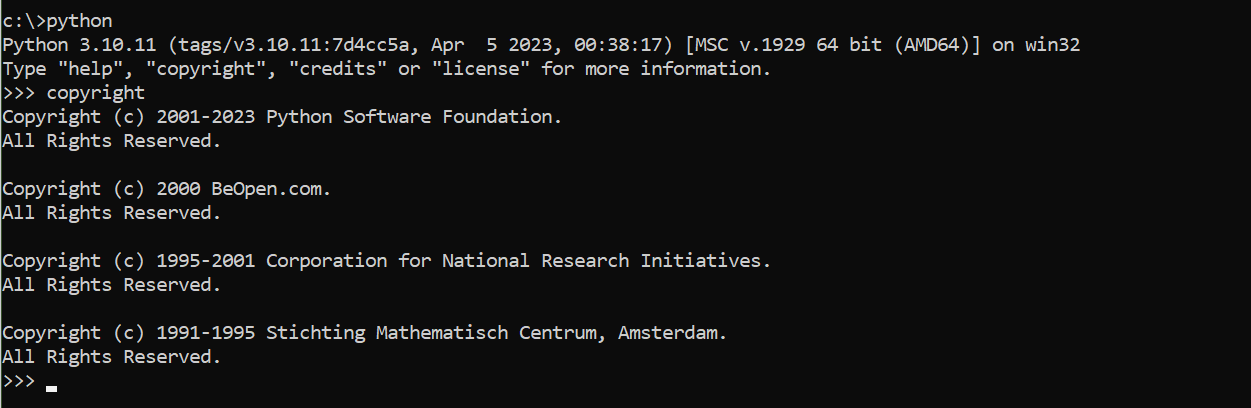 c:\>python
Python 3.10.11 (tags/v3.10.11:7d4cc5a, Apr  5 2023, 00:38:17) [MSC v.1929 64 bit (AMD64)] on win32
Type "help", "copyright", "credits" or "license" for more information.
>>> copyright
Copyright (c) 2001-2023 Python Software Foundation.
All Rights Reserved.

Copyright (c) 2000 BeOpen.com.
All Rights Reserved.

Copyright (c) 1995-2001 Corporation for National Research Initiatives.
All Rights Reserved.

Copyright (c) 1991-1995 Stichting Mathematisch Centrum, Amsterdam.
All Rights Reserved.
>>>